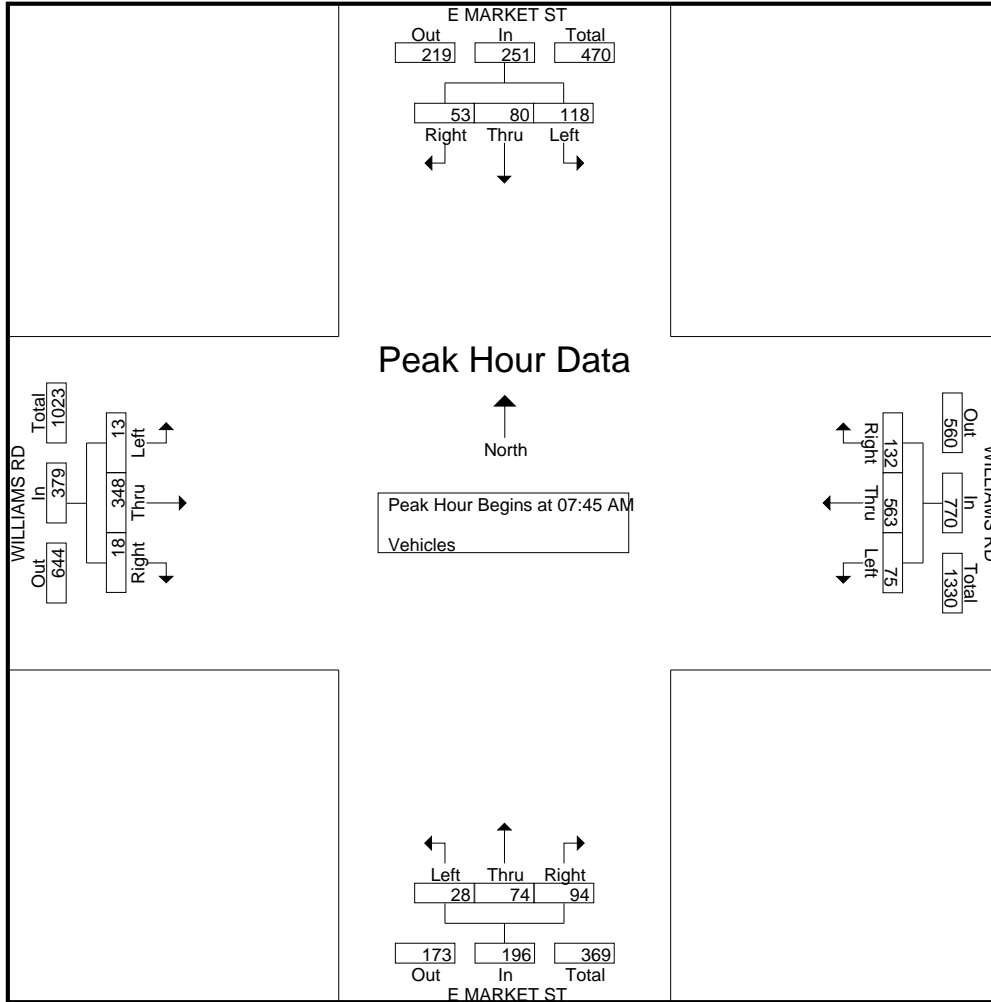 E MARKET ST
Out In Total
219 251 470
53 80 118
Right Thru Left
Peak Hour Data
North
Peak Hour Begins at 07:45 AM
Vehicles
WILLIAMS RD
Total In Out
1023 379 644
13 348 18
Left Thru Right
WILLIAMS RD
Out In Total
560 770 1330
132 563 75
Right Thru Left
Left Thru Right
28 74 94
173 196 369
Out In Total
E MARKET ST